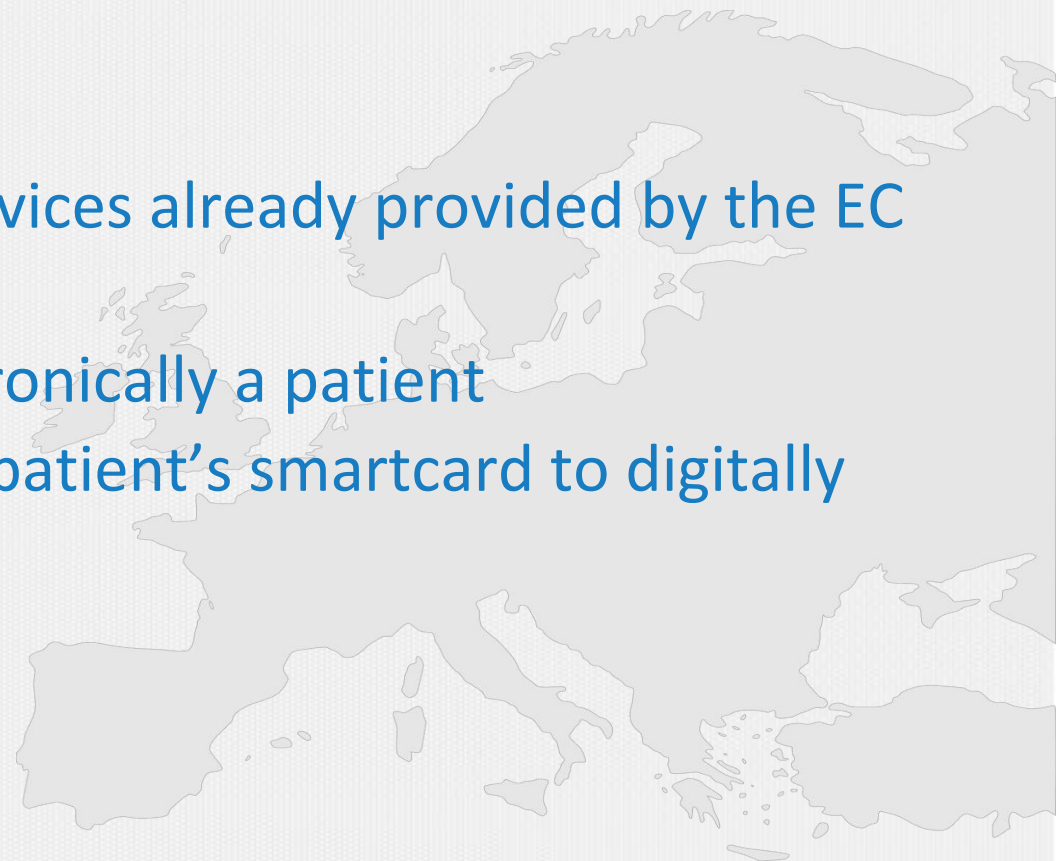 vices already provided by the EC
ronically a patient
patient’s smartcard to digitally